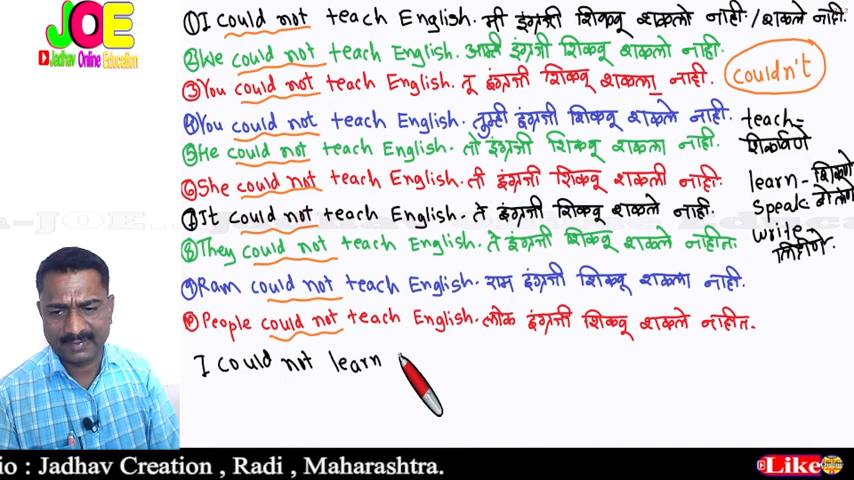 JOE
Jadhav Online Education
①I could not teach English. मी इंग्रजी शिकवू शकलो नाही. / शकले नाही.
②We could not teach English. आम्ही इंग्रजी शिकवू शकलो नाही.
③You could not teach English. तू इंग्रजी शिकवू शकला नाही.
couldn't
④You could not teach English. तुम्ही इंग्रजी शिकवू शकले नाही.
teach=
शिकविणे
⑤He could not teach English. तो इंग्रजी शिकवू शकला नाही.
⑥She could not teach English. ती इंग्रजी शिकवू शकली नाही.
learn - शिकणे
speak- बोलणे
⑦It could not teach English. ते इंग्रजी शिकवू शकले नाही.
write-
लिहीणे.
⑧They could not teach English. ते इंग्रजी शिकवू शकले नाहीत.
⑨Ram could not teach English. राम इंग्रजी शिकवू शकला नाही.
⑩People could not teach English. लोक इंग्रजी शिकवू शकले नाहीत.
I could not learn
io : Jadhav Creation , Radi , Maharashtra.
Like